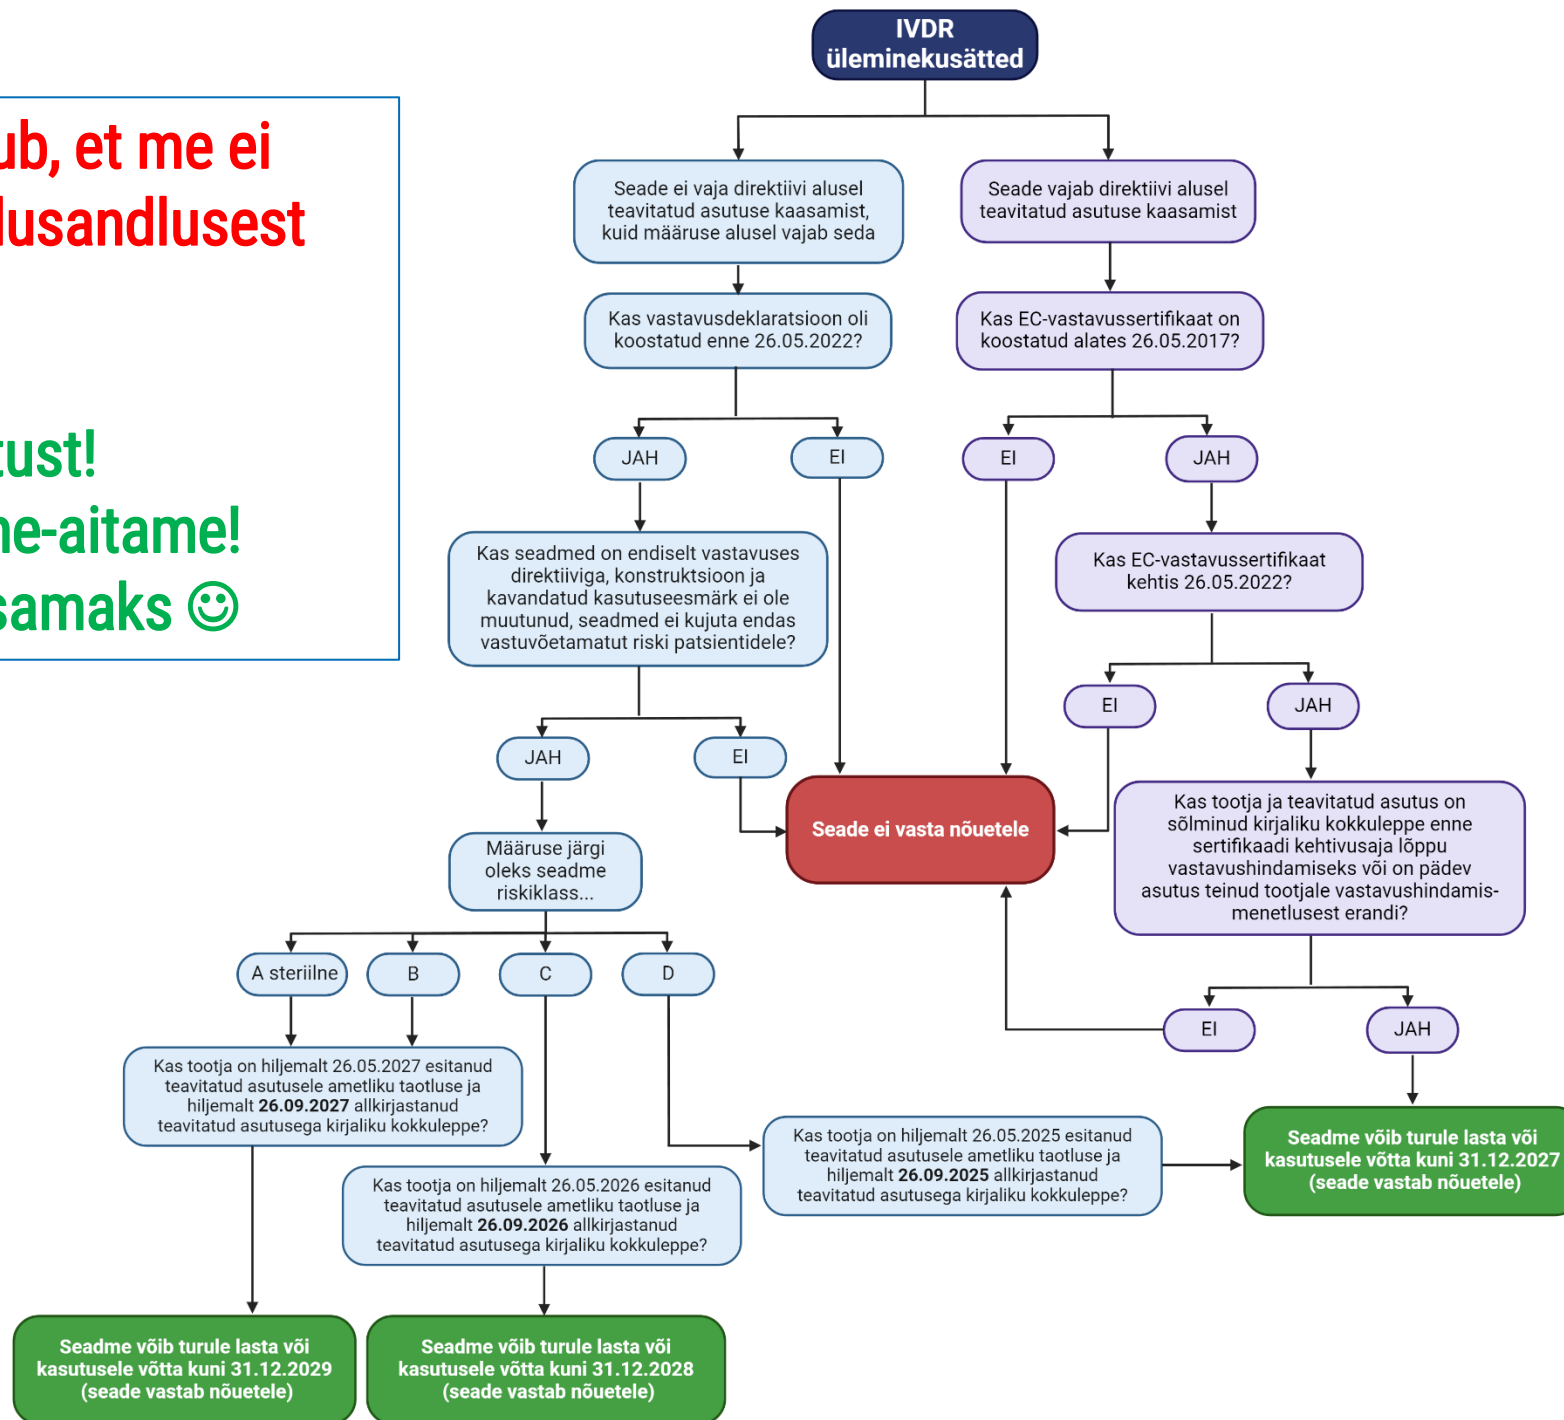 IVDR
üleminekusätted
ub, et me ei
lusandlusest
tust!
ne-aitame!
samaks ☺
Seade ei vaja direktiivi alusel
teavitatud asutuse kaasamist,
kuid määruse alusel vajab seda
Seade vajab direktiivi alusel
teavitatud asutuse kaasamist
Kas vastavusdeklaratsioon oli
koostatud enne 26.05.2022?
Kas EC-vastavussertifikaat on
koostatud alates 26.05.2017?
JAH
EI
EI
JAH
Kas seadmed on endiselt vastavuses
direktiiviga, konstruktsioon ja
kavandatud kasutuseesmärk ei ole
muutunud, seadmed ei kujuta endas
vastuvõetamatut riski patsientidele?
Kas EC-vastavussertifikaat
kehtis 26.05.2022?
EI
JAH
JAH
EI
Seade ei vasta nõuetele
Kas tootja ja teavitatud asutus on
sõlminud kirjaliku kokkuleppe enne
sertifikaadi kehtivusaja lõppu
vastavushindamiseks või on pädev
asutus teinud tootjale vastavushindamis-
menetlusest erandi?
Määruse järgi
oleks seadme
riskiklass...
A steriilne
B
C
D
EI
JAH
Kas tootja on hiljemalt 26.05.2027 esitanud
teavitatud asutusele ametliku taotluse ja
hiljemalt 26.09.2027 allkirjastanud
teavitatud asutusega kirjaliku kokkuleppe?
Kas tootja on hiljemalt 26.05.2025 esitanud
teavitatud asutusele ametliku taotluse ja
hiljemalt 26.09.2025 allkirjastanud
teavitatud asutusega kirjaliku kokkuleppe?
Seadme võib turule lasta või
kasutusele võtta kuni 31.12.2027
(seade vastab nõuetele)
Kas tootja on hiljemalt 26.05.2026 esitanud
teavitatud asutusele ametliku taotluse ja
hiljemalt 26.09.2026 allkirjastanud
teavitatud asutusega kirjaliku kokkuleppe?
Seadme võib turule lasta või
kasutusele võtta kuni 31.12.2029
(seade vastab nõuetele)
Seadme võib turule lasta või
kasutusele võtta kuni 31.12.2028
(seade vastab nõuetele)